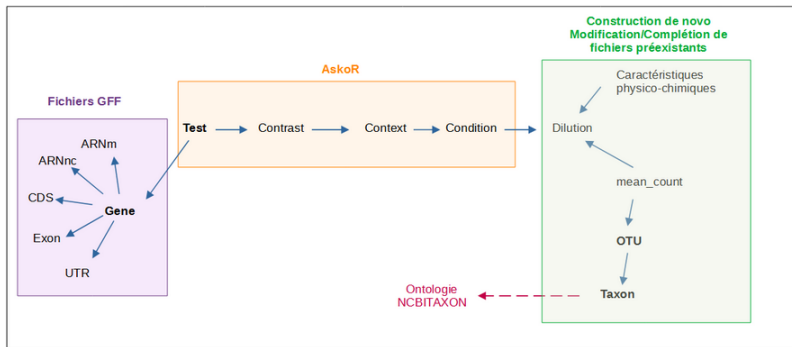 Construction de novo
Modification/Complétion de
fichiers préexistants
AskoR
Fichiers GFF
Caractéristiques
physico-chimiques
Test
Contrast
Context
Condition
Dilution
ARNm
ARNnc
CDS
Gene
Exon
UTR
mean_count
OTU
Taxon
Ontologie
NCBITAXON